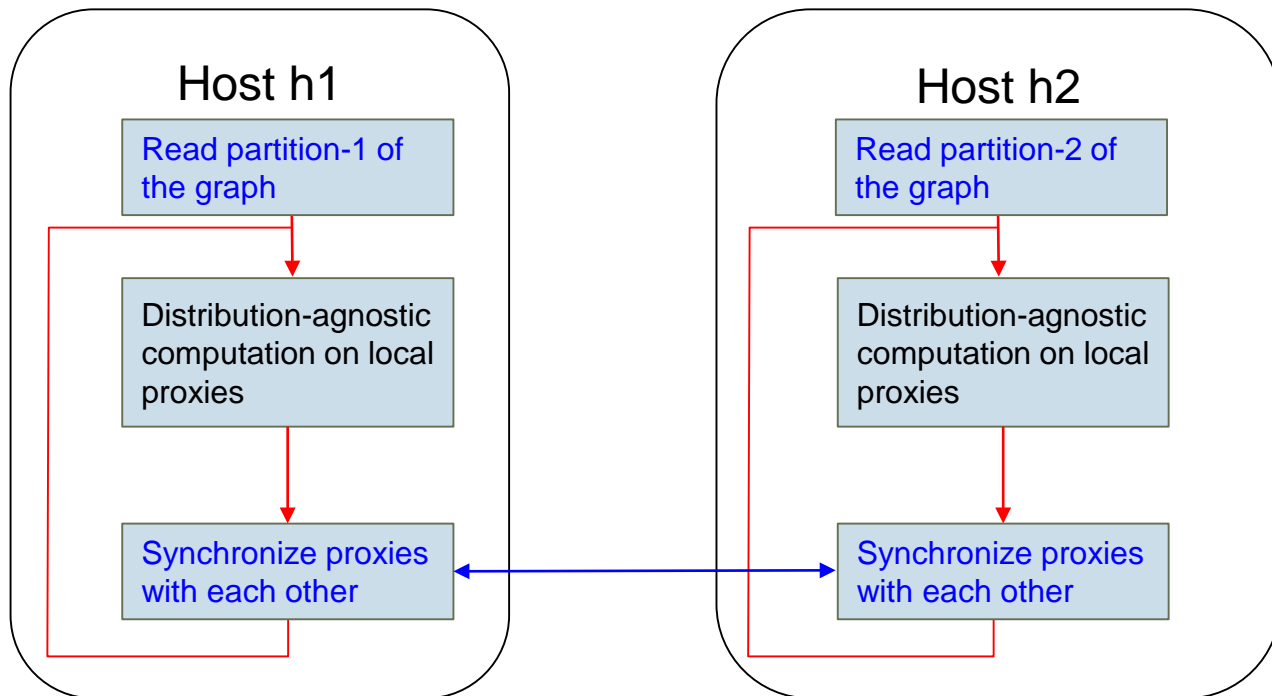 Host h1
Read partition-1 of
the graph
Distribution-agnostic
computation on local
proxies
Synchronize proxies
with each other
Host h2
Read partition-2 of
the graph
Distribution-agnostic
computation on local
proxies
Synchronize proxies
with each other